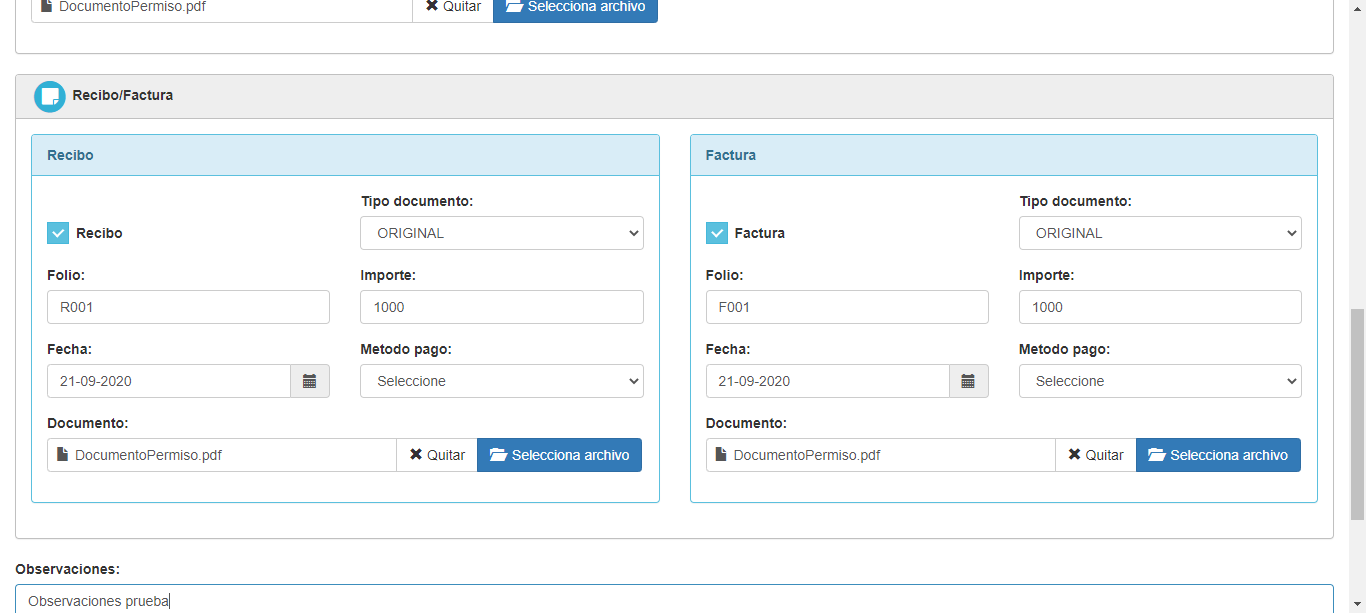 DocumentoPermiso.pdf Quitar Selecciona archivo
Recibo/Factura
Recibo
Tipo documento:
Recibo ORIGINAL
Folio: Importe:
R001 1000
Fecha: Metodo pago:
21-09-2020 Seleccione
Documento:
DocumentoPermiso.pdf Quitar Selecciona archivo
Factura
Tipo documento:
Factura ORIGINAL
Folio: Importe:
F001 1000
Fecha: Metodo pago:
21-09-2020 Seleccione
Documento:
DocumentoPermiso.pdf Quitar Selecciona archivo
Observaciones:
Observaciones prueba